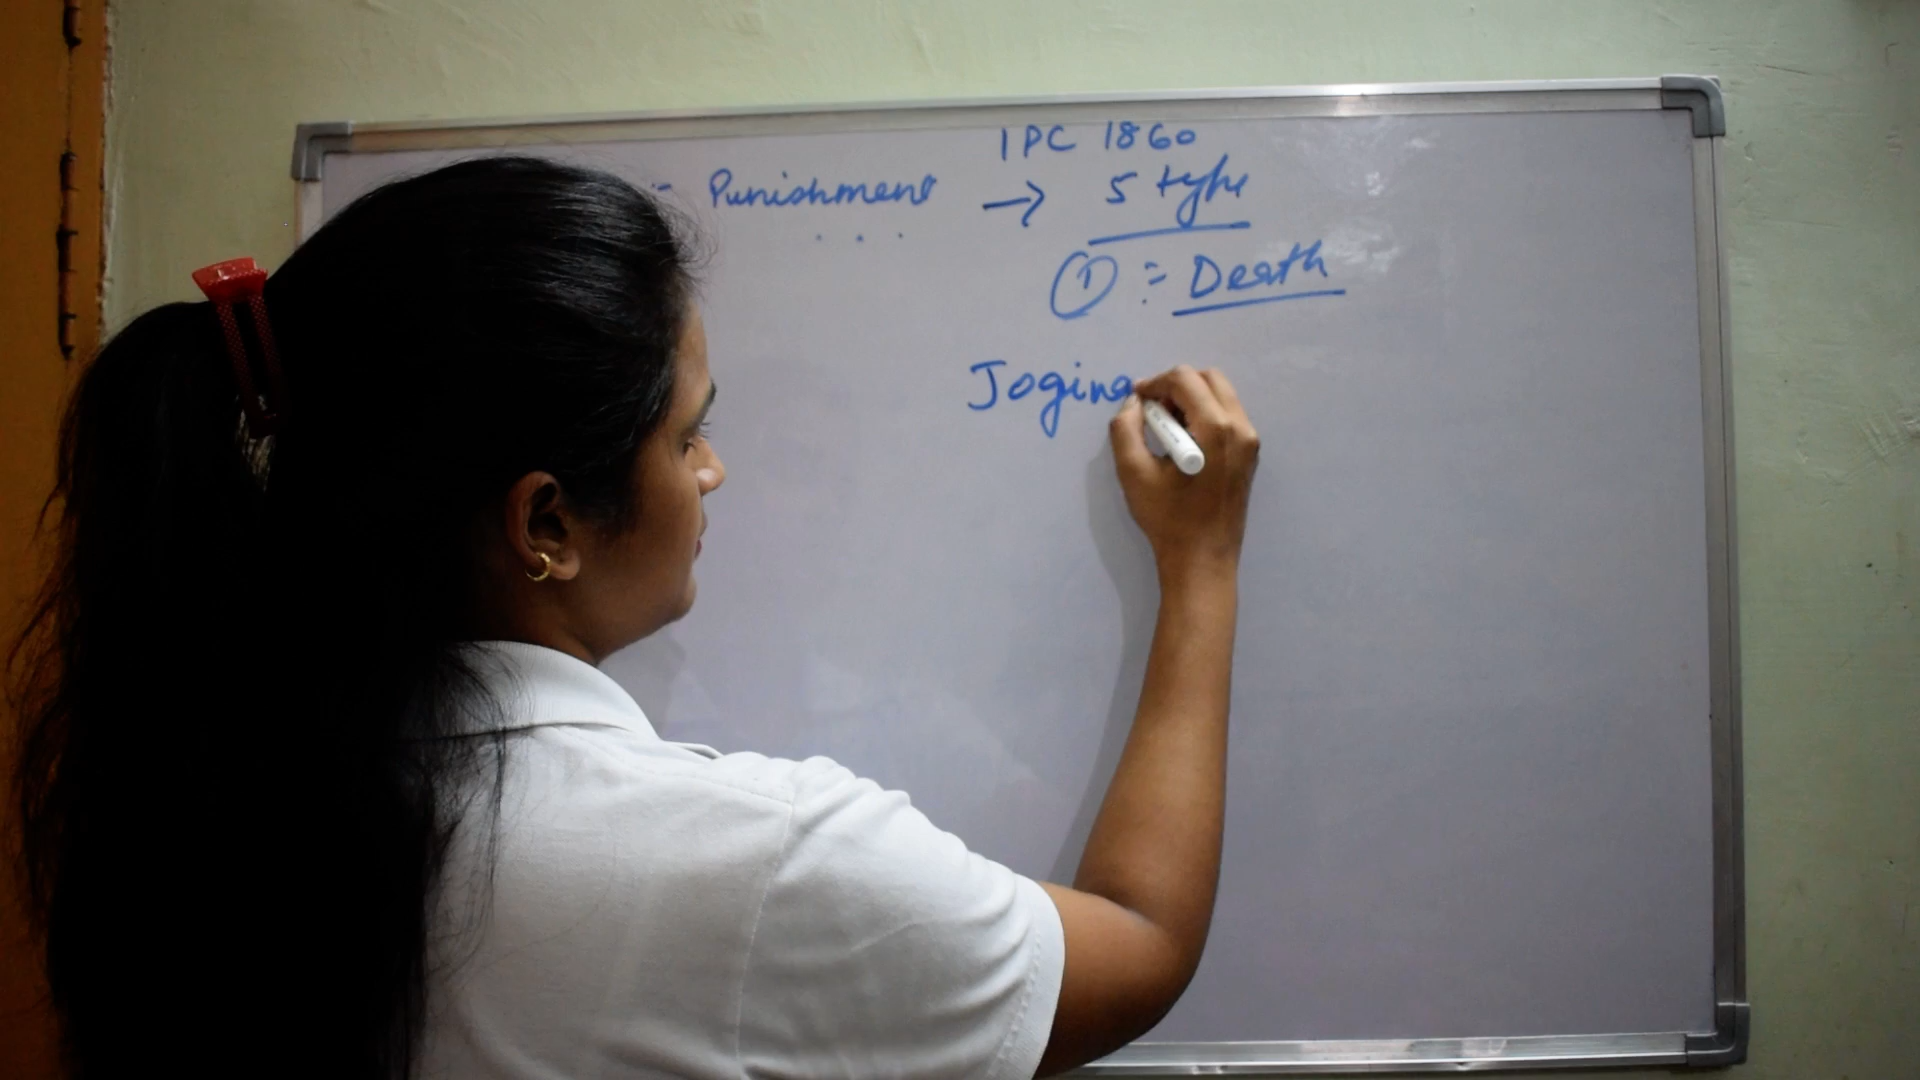 IPC 1860
:- Punishment → 5 type
① :- Death
Jogina